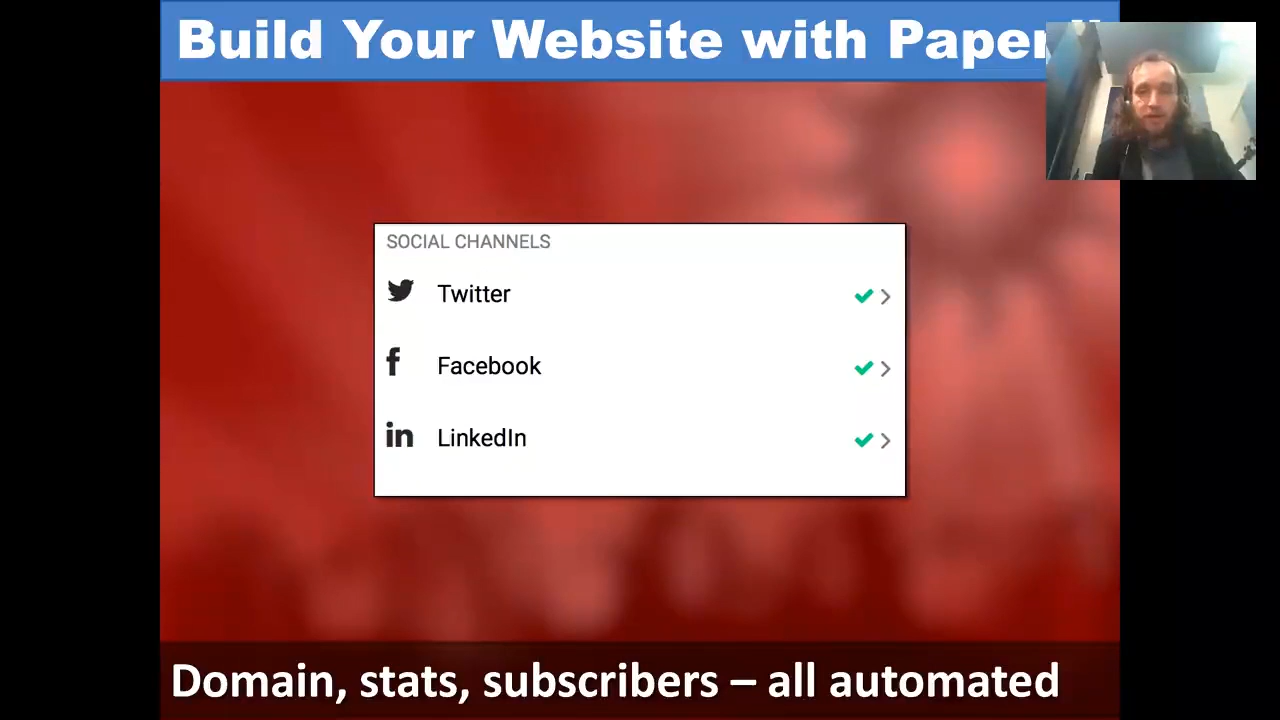 Build Your Website with Paper
SOCIAL CHANNELS
Twitter
Facebook
LinkedIn
Domain, stats, subscribers – all automated